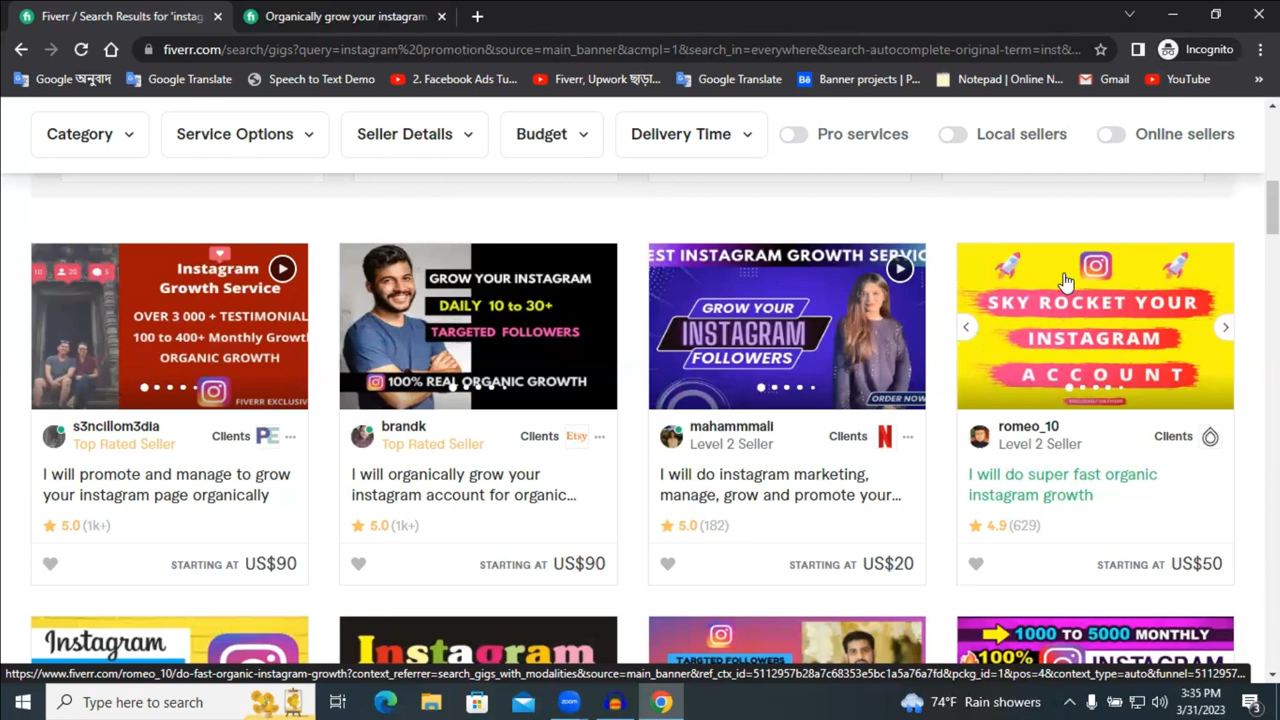 Fiverr / Search Results for 'instag
Organically grow your instagram
fiverr.com/search/gigs?query=instagram%20promotion&source=main_banner&acmpl=1&search_in=everywhere&search-autocomplete-original-term=inst&...
Incognito
Google অনুবাদ
Google Translate
Speech to Text Demo
2. Facebook Ads Tu...
Fiverr, Upwork ছাড়া...
Google Translate
Banner projects | P...
Notepad | Online N...
Gmail
YouTube
Category
Service Options
Seller Details
Budget
Delivery Time
Pro services
Local sellers
Online sellers
Instagram
Growth Service
OVER 3 000 + TESTIMONIAL
100 to 400+ Monthly Growt
ORGANIC GROWTH
FIVERR EXCLUSIV
s3ncillom3dia
Top Rated Seller
Clients
PE
I will promote and manage to grow
your instagram page organically
5.0 (1k+)
STARTING AT US$90
GROW YOUR INSTAGRAM
DAILY 10 to 30+
TARGETED FOLLOWERS
100% REAL ORGANIC GROWTH
brandk
Top Rated Seller
Clients
Etsy
I will organically grow your
instagram account for organic...
5.0 (1k+)
STARTING AT US$90
EST INSTAGRAM GROWTH SERVIC
GROW YOUR
INSTAGRAM
FOLLOWERS
ORDER NOW
mahammmali
Level 2 Seller
Clients
N
I will do instagram marketing,
manage, grow and promote your...
5.0 (182)
STARTING AT US$20
SKY ROCKET YOUR
INSTAGRAM
ACCOUNT
romeo_10
Level 2 Seller
Clients
I will do super fast organic
instagram growth
4.9 (629)
STARTING AT US$50
Instagram
Instagram
TARGTED FOLLOWERS
1000 TO 5000 MONTHLY
100%
INSTAGRAM
https://www.fiverr.com/romeo_10/do-fast-organic-instagram-growth?context_referrer=search_gigs_with_modalities&source=main_banner&ref_ctx_id=5112957b28a7c68353e5bc1a5a76a7fd&pckg_id=1&pos=4&context_type=auto&funnel=5112957...
Type here to search
zoom
74°F Rain showers
3:35 PM
3/31/2023
3